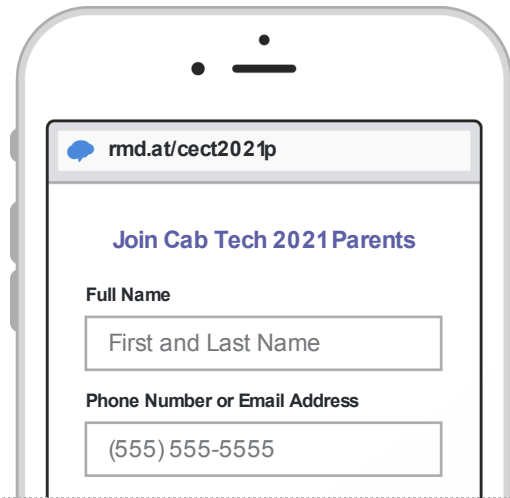 rmd.at/cect2021p
Join Cab Tech 2021 Parents
Full Name
First and Last Name
Phone Number or Email Address
(555) 555-5555